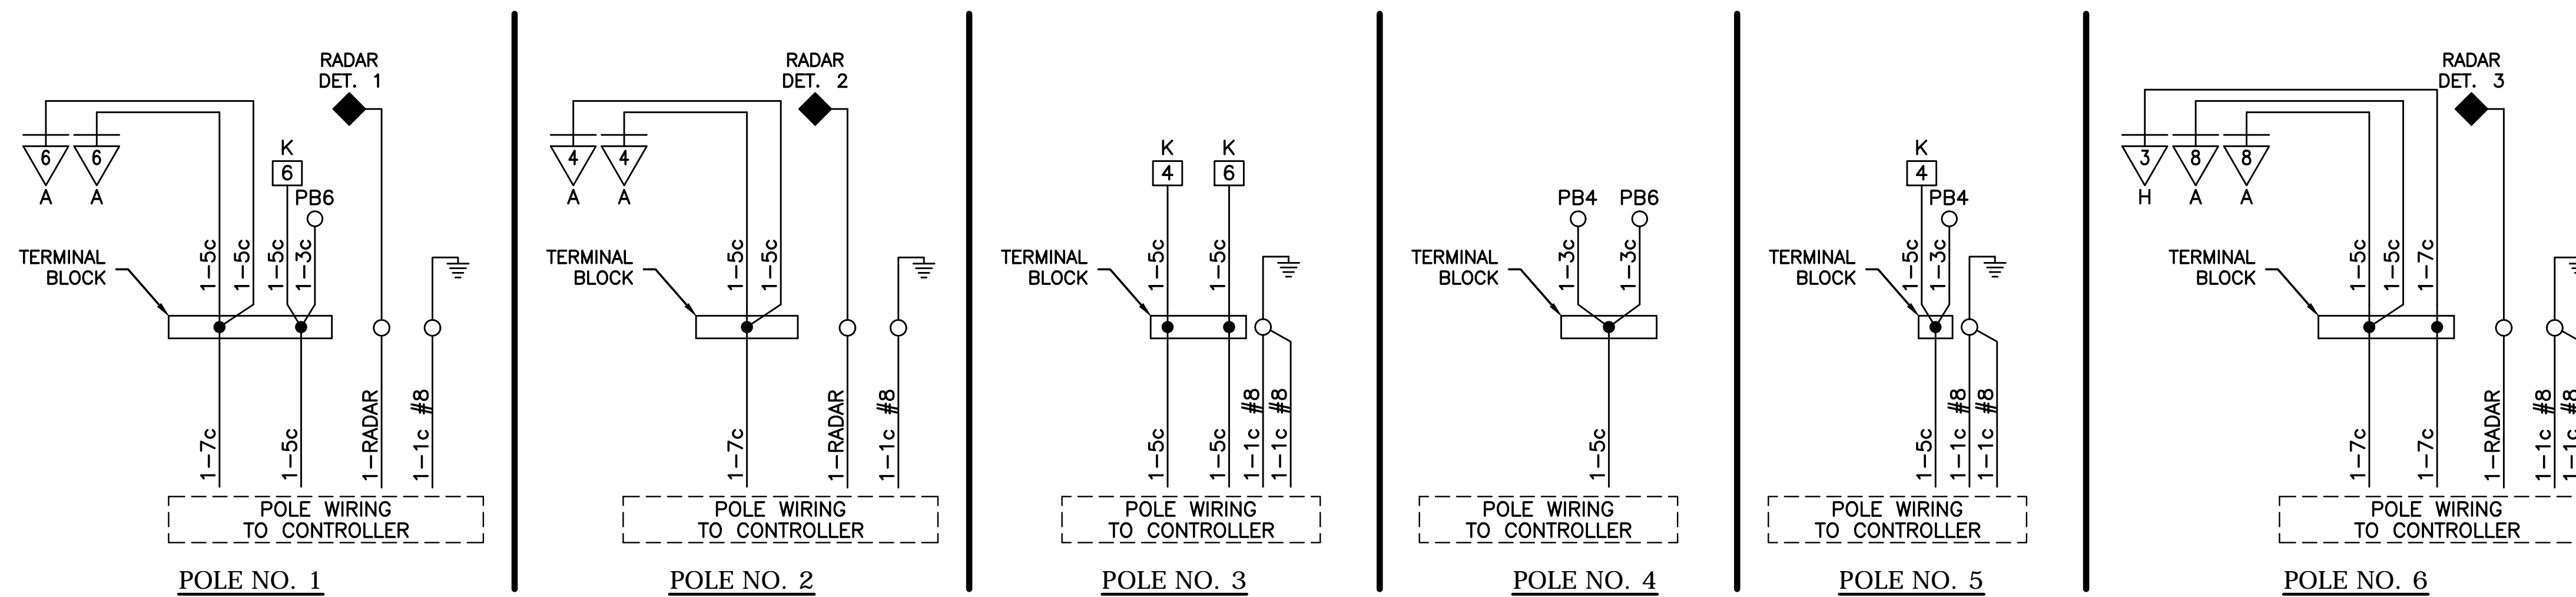 RADAR
DET. 1
6
6
A
A
K
6
PB6
1-5c
1-5c
1-5c
1-3c
TERMINAL
BLOCK
1-7c
1-5c
1-RADAR
1-1c #8
POLE WIRING
TO CONTROLLER
POLE NO. 1
RADAR
DET. 2
4
4
A
A
1-5c
1-5c
TERMINAL
BLOCK
1-7c
1-RADAR
1-1c #8
POLE WIRING
TO CONTROLLER
POLE NO. 2
K
K
4
6
1-5c
1-5c
TERMINAL
BLOCK
1-5c
1-5c
1-1c #8
1-1c #8
POLE WIRING
TO CONTROLLER
POLE NO. 3
PB4
PB6
1-3c
1-3c
TERMINAL
BLOCK
1-5c
POLE WIRING
TO CONTROLLER
POLE NO. 4
K
4
PB4
1-5c
1-3c
TERMINAL
BLOCK
1-5c
1-1c #8
1-1c #8
POLE WIRING
TO CONTROLLER
POLE NO. 5
RADAR
DET. 3
3
8
8
H
A
A
1-5c
1-5c
1-7c
TERMINAL
BLOCK
1-7c
1-7c
1-RADAR
1-1c #8
1-1c #8
POLE WIRING
TO CONTROLLER
POLE NO. 6